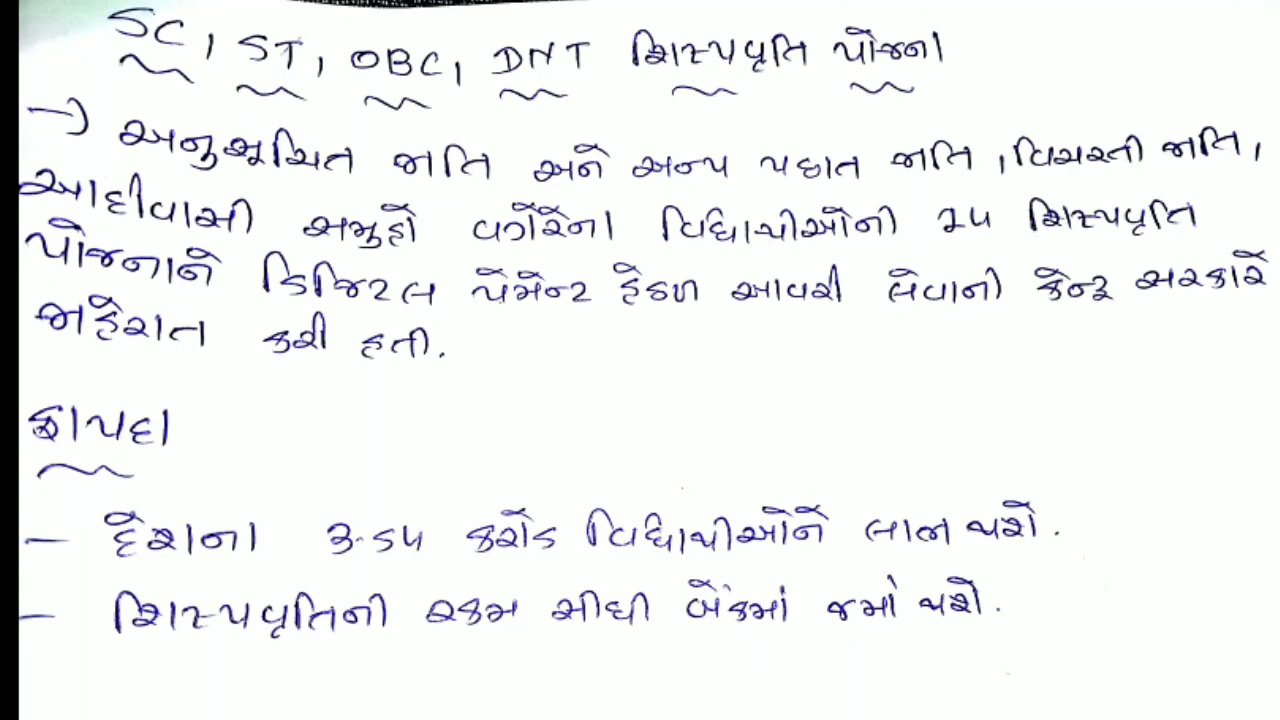 SC, ST, OBC, DNT શિષ્યવૃતિ યોજના
→ અનુસૂચિત જાતિ અને અન્ય પછાત જાતિ, વિચરતી જાતિ,
આદીવાસી સમુહો વગેરેના વિદ્યાથીઓની ૨૫ શિષ્યવૃતિ
યોજનાને ડિજિટલ પેમેન્ટ હેઠળ આવરી લેવાની કેન્દ્ર સરકારે
જાહેરાત કરી હતી.
ફાયદા
- દેશના ૩.૬૫ કરોડ વિદ્યાથીઓને લાભ થશે.
- શિષ્યવૃતિની રકમ સીધી બેંકમાં જમાં થશે.